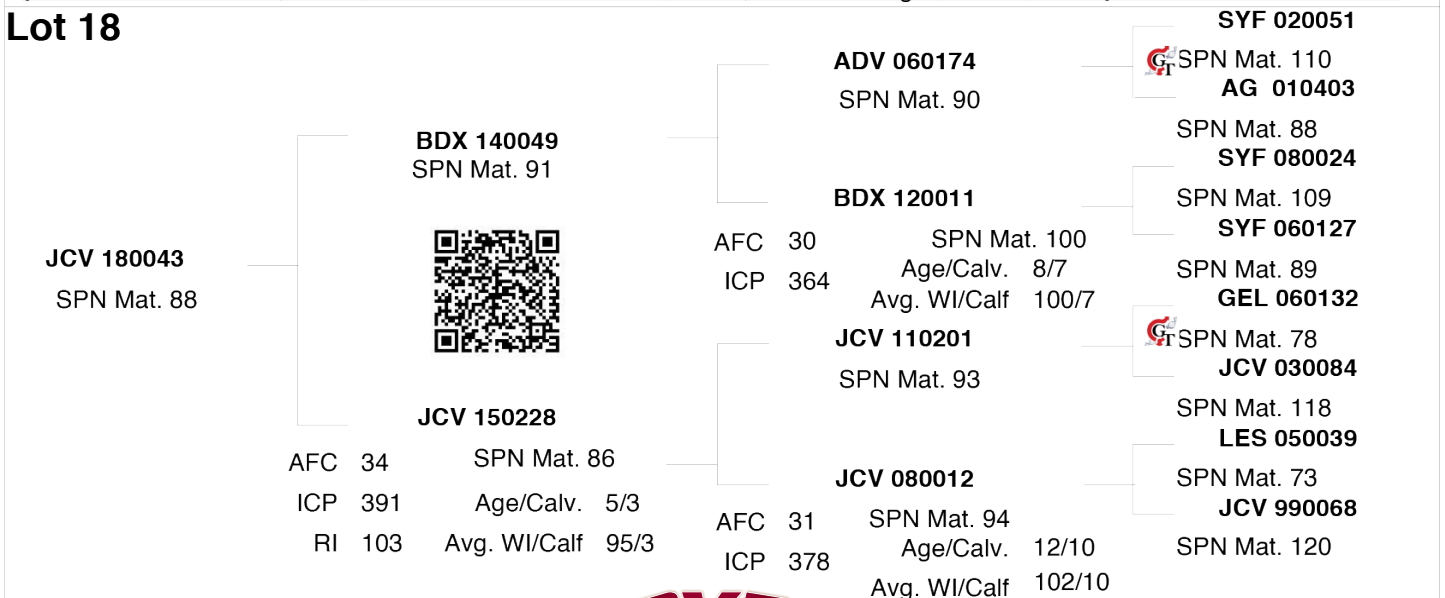 Lot 18
JCV 180043
SPN Mat. 88
BDX 140049
SPN Mat. 91
JCV 150228
AFC 34 SPN Mat. 86
ICP 391 Age/Calv. 5/3
RI 103 Avg. WI/Calf 95/3
ADV 060174
SPN Mat. 90
BDX 120011
AFC 30 SPN Mat. 100
ICP 364 Age/Calv. 8/7
Avg. WI/Calf 100/7
JCV 110201
SPN Mat. 93
JCV 080012
AFC 31 SPN Mat. 94
ICP 378 Age/Calv. 12/10
Avg. WI/Calf 102/10
SYF 020051
GT SPN Mat. 110
AG 010403
SPN Mat. 88
SYF 080024
SPN Mat. 109
SYF 060127
SPN Mat. 89
GEL 060132
GT SPN Mat. 78
JCV 030084
SPN Mat. 118
LES 050039
SPN Mat. 73
JCV 990068
SPN Mat. 120